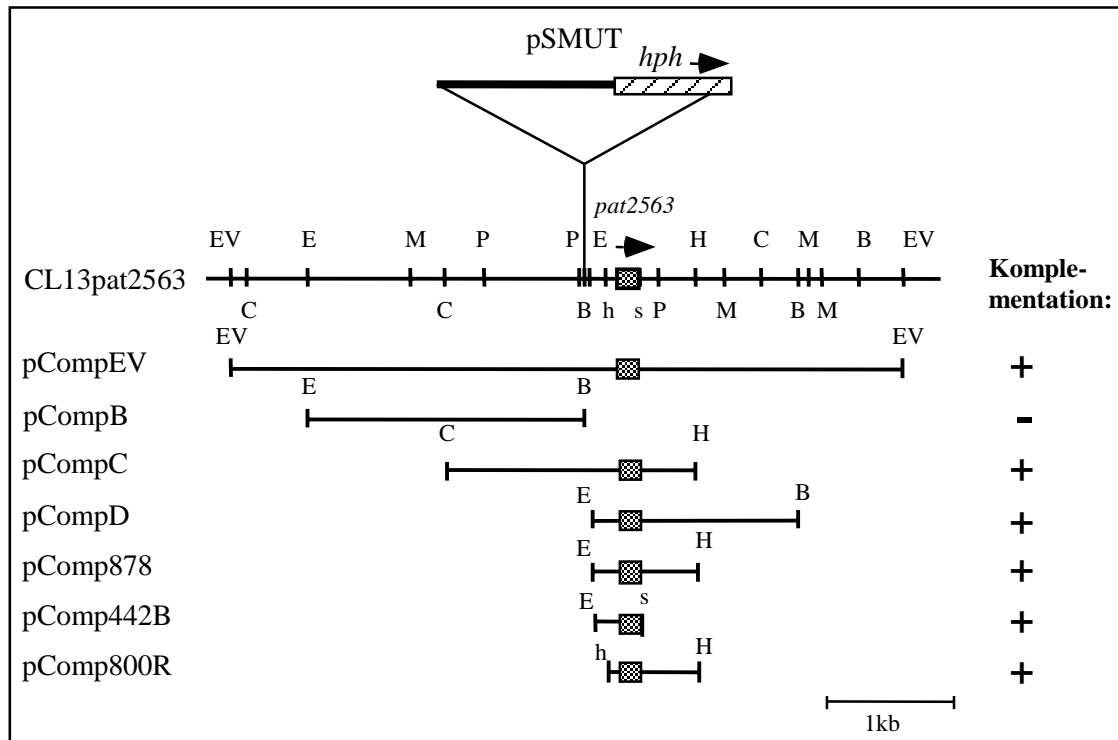 pSMUT
hph
pat2563
EV E M P P E H C M B EV
CL13pat2563
Komple-
mentation:
C C B h s P M B M
EV EV
pCompEV +
E B
pCompB -
C H
pCompC +
E B
pCompD +
E H
pComp878 +
E s
pComp442B +
h H
pComp800R +
1kb